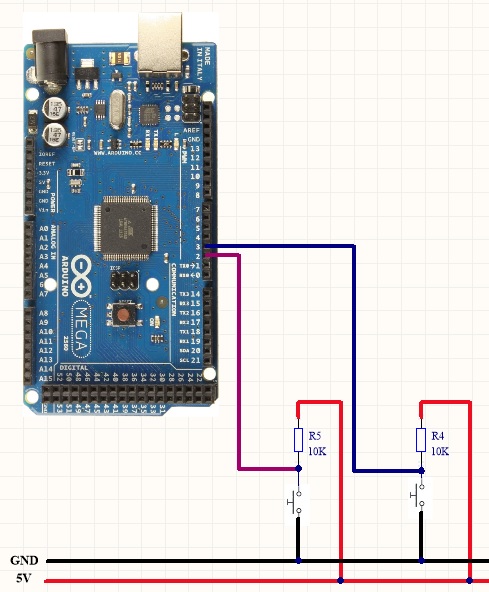 MADE
IN ITALY
AREF
GND
13
12
11
10
9
8
7
6
5
4
3
2
PWM
WWW.ARDUINO.CC
IOREF
RESET
3.3V
5V
GND
GND
Vin
POWER
A0
A1
A2
A3
A4
A5
A6
A7
ANALOG IN
A8
A9
A10
A11
A12
A13
A14
A15
ARDUINO
MEGA
2560
ICSP
COMMUNICATION
TX0 1
RX0 0
TX3 14
RX3 15
TX2 16
RX2 17
TX1 18
RX1 19
SDA 20
SCL 21
DIGITAL
R5
10K
R4
10K
GND
5V